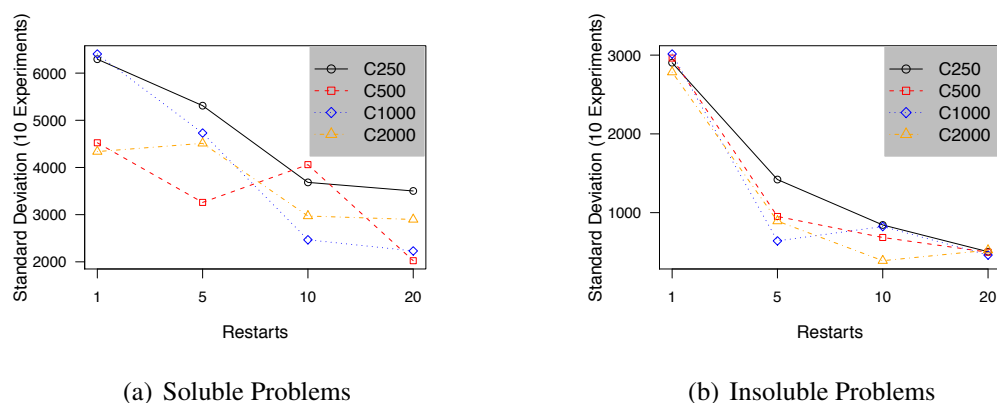 Standard Deviation (10 Experiments)
6000
5000
4000
3000
2000
C250
C500
C1000
C2000
1
5
10
20
Restarts
(a) Soluble Problems
Standard Deviation (10 Experiments)
3000
2000
1000
C250
C500
C1000
C2000
1
5
10
20
Restarts
(b) Insoluble Problems